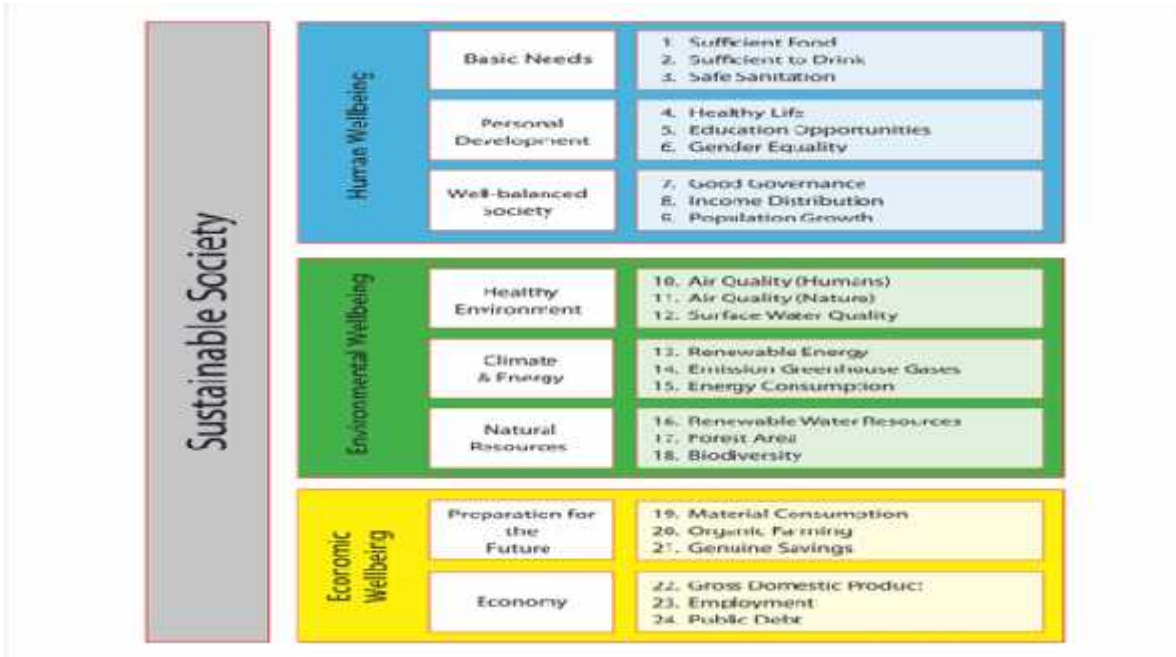 Sustainable Society
Human Wellbeing
Basic Needs
1. Sufficient Food
2. Sufficient to Drink
3. Safe Sanitation
Personal
Development
4. Healthy Life
5. Education Opportunities
6. Gender Equality
Well-balanced
society
7. Good Governance
8. Income Distribution
9. Population Growth
Environmental Wellbeing
Healthy
Environment
10. Air Quality (Humans)
11. Air Quality (Nature)
12. Surface Water Quality
Climate
& Energy
13. Renewable Energy
14. Emission Greenhouse Gases
15. Energy Consumption
Natural
Resources
16. Renewable Water Resources
17. Forest Area
18. Biodiversity
Economic
Wellbeing
Preparation for
the
Future
19. Material Consumption
20. Organic Farming
21. Genuine Savings
Economy
22. Gross Domestic Product
23. Employment
24. Public Debt